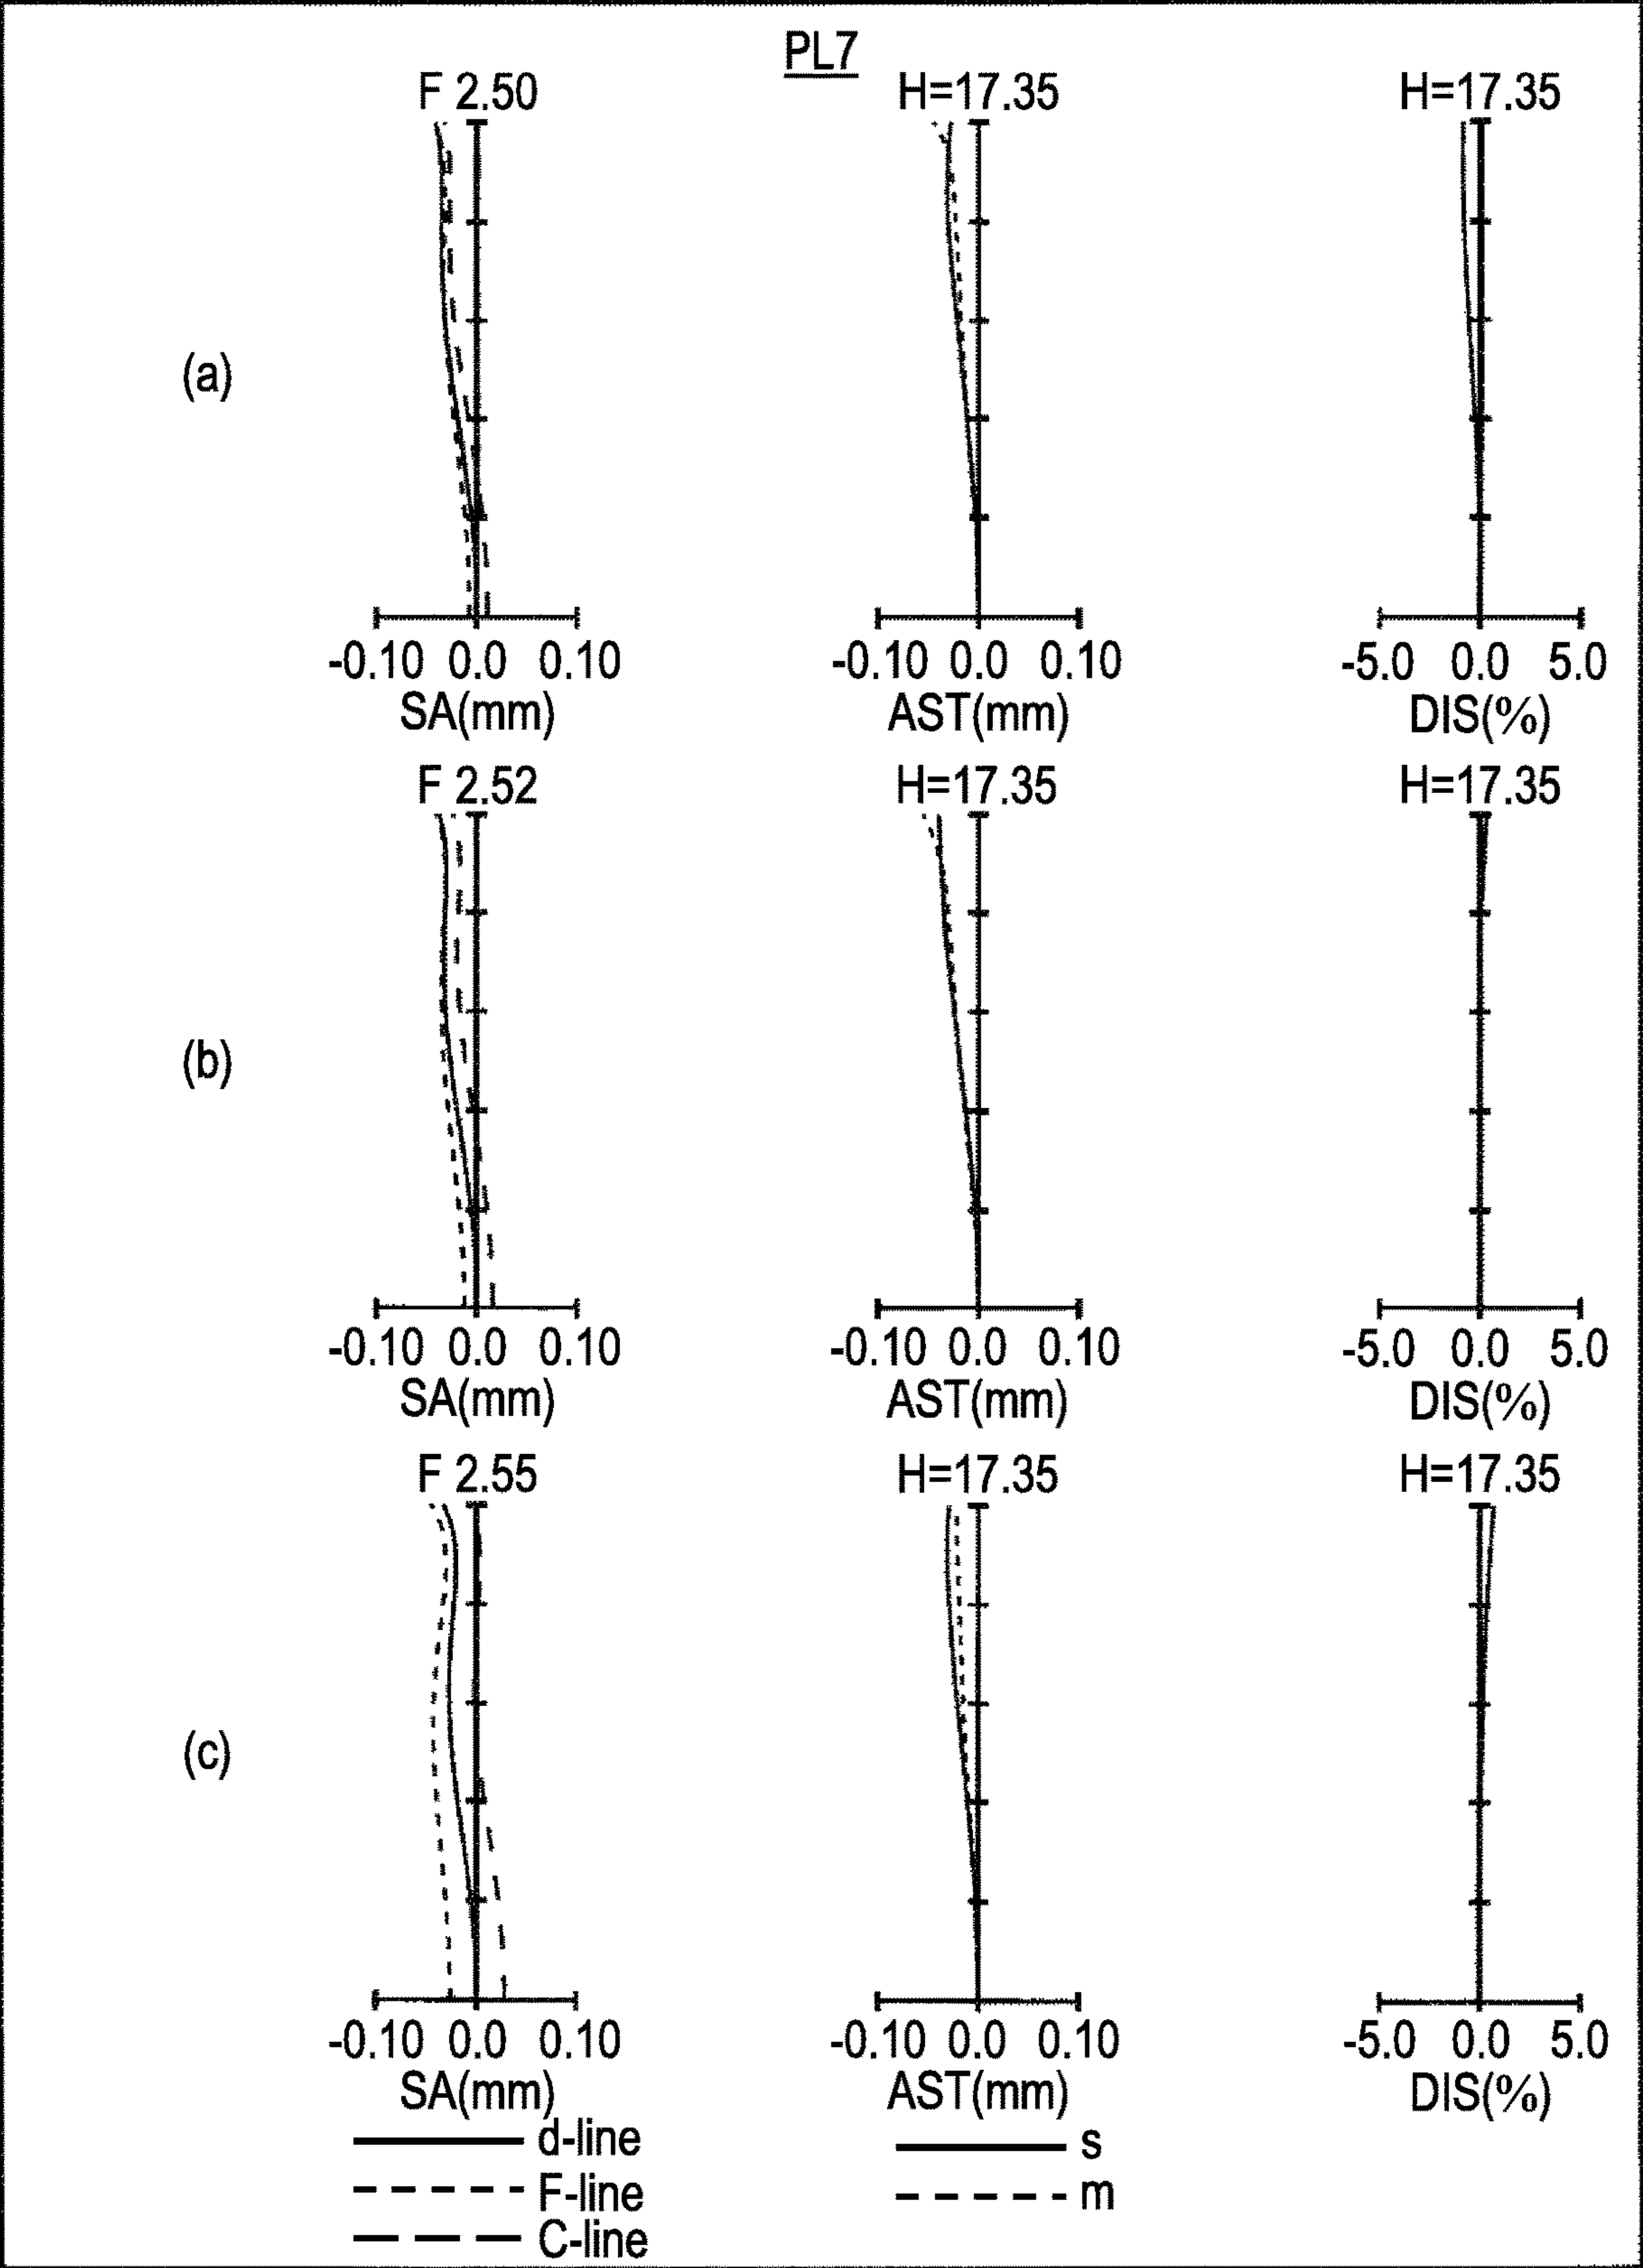 PL7
F 2.50 H=17.35 H=17.35
(a)
-0.10 0.0 0.10 -0.10 0.0 0.10 -5.0 0.0 5.0
SA(mm) AST(mm) DIS(%)
F 2.52 H=17.35 H=17.35
(b)
-0.10 0.0 0.10 -0.10 0.0 0.10 -5.0 0.0 5.0
SA(mm) AST(mm) DIS(%)
F 2.55 H=17.35 H=17.35
(c)
-0.10 0.0 0.10 -0.10 0.0 0.10 -5.0 0.0 5.0
SA(mm) AST(mm) DIS(%)
d-line s
F-line m
C-line